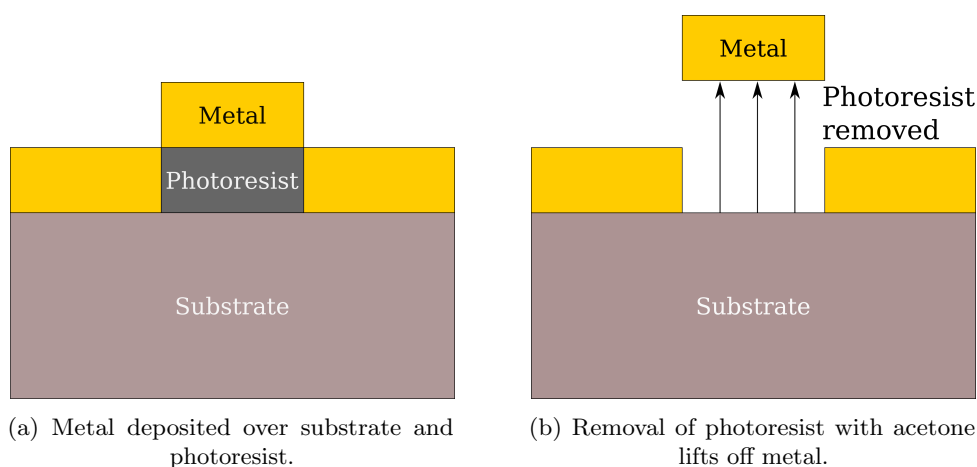 Metal
Photoresist
Substrate
Metal
Photoresist
removed
Substrate
(a) Metal deposited over substrate and
photoresist.
(b) Removal of photoresist with acetone
lifts off metal.